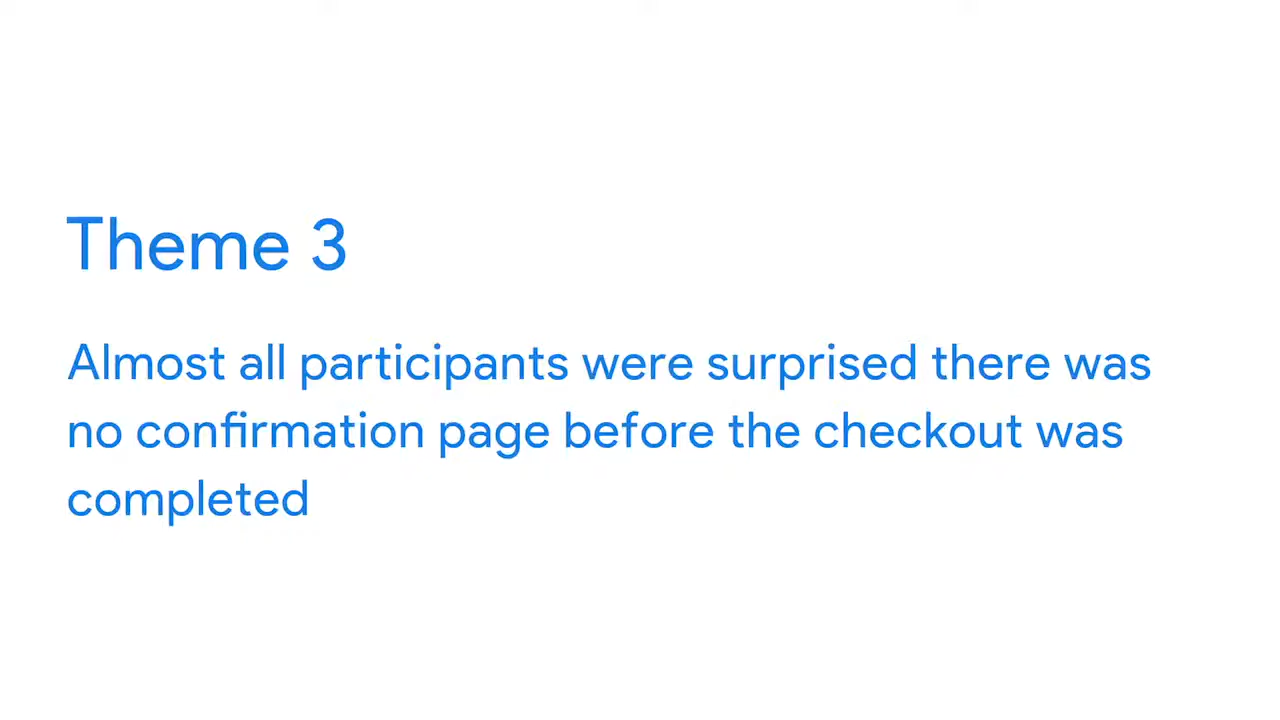 Theme 3
Almost all participants were surprised there was
no confirmation page before the checkout was
completed